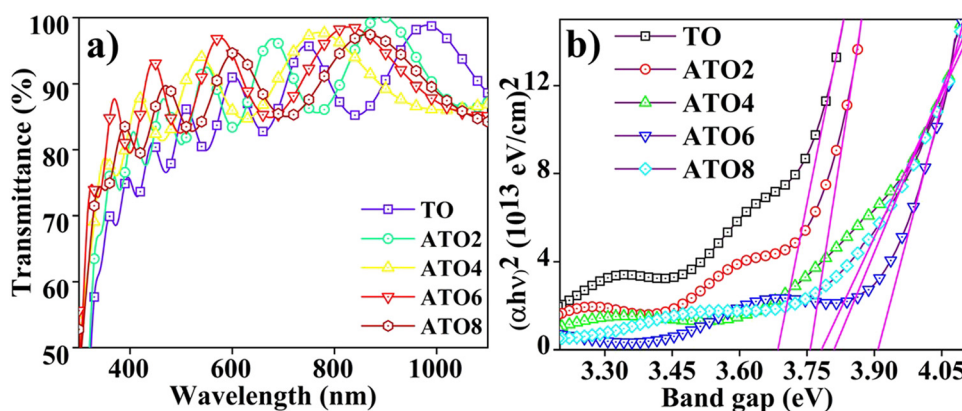 a)
Transmittance (%)
100
90
80
70
60
50
TO
ATO2
ATO4
ATO6
ATO8
400 600 800 1000
Wavelength (nm)
b)
(αhν)2 (10^13 eV/cm)2
12
8
4
0
TO
ATO2
ATO4
ATO6
ATO8
3.30 3.45 3.60 3.75 3.90 4.05
Band gap (eV)